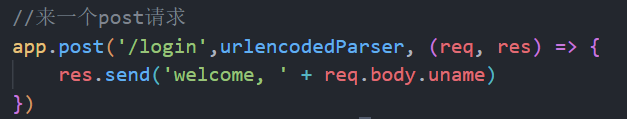 //来一个post请求
app.post('/login',urlencodedParser, (req, res) => {
    res.send('welcome, ' + req.body.uname)
})